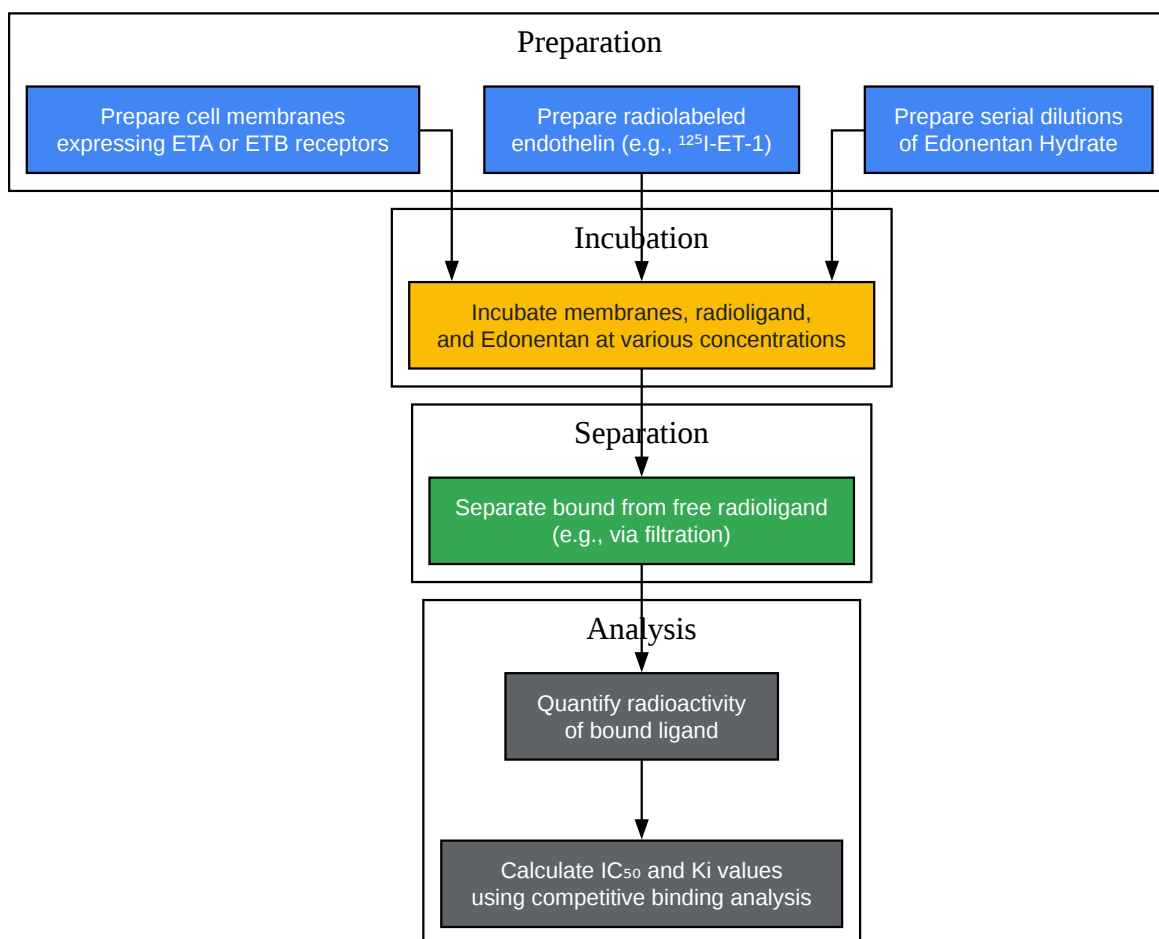 Preparation
Prepare cell membranes
expressing ETA or ETB receptors
Prepare radiolabeled
endothelin (e.g., ¹²⁵I-ET-1)
Prepare serial dilutions
of Edonentan Hydrate
Incubation
Incubate membranes, radioligand,
and Edonentan at various concentrations
Separation
Separate bound from free radioligand
(e.g., via filtration)
Analysis
Quantify radioactivity
of bound ligand
Calculate IC₅₀ and Ki values
using competitive binding analysis